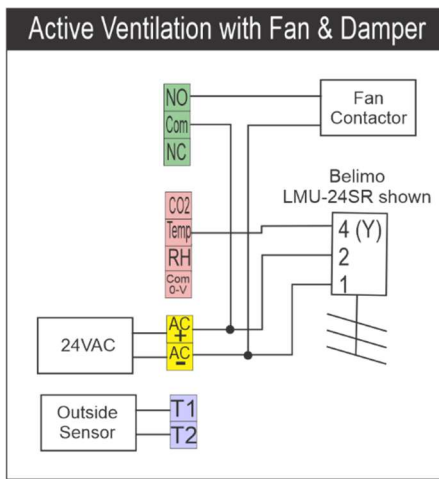 Active Ventilation with Fan & Damper
NO
Com
NC
Fan
Contactor
Belimo
LMU-24SR shown
CO2
Temp
RH
Com
0-V
4 (Y)
2
1
24VAC
AC
+
AC
-
Outside
Sensor
T1
T2